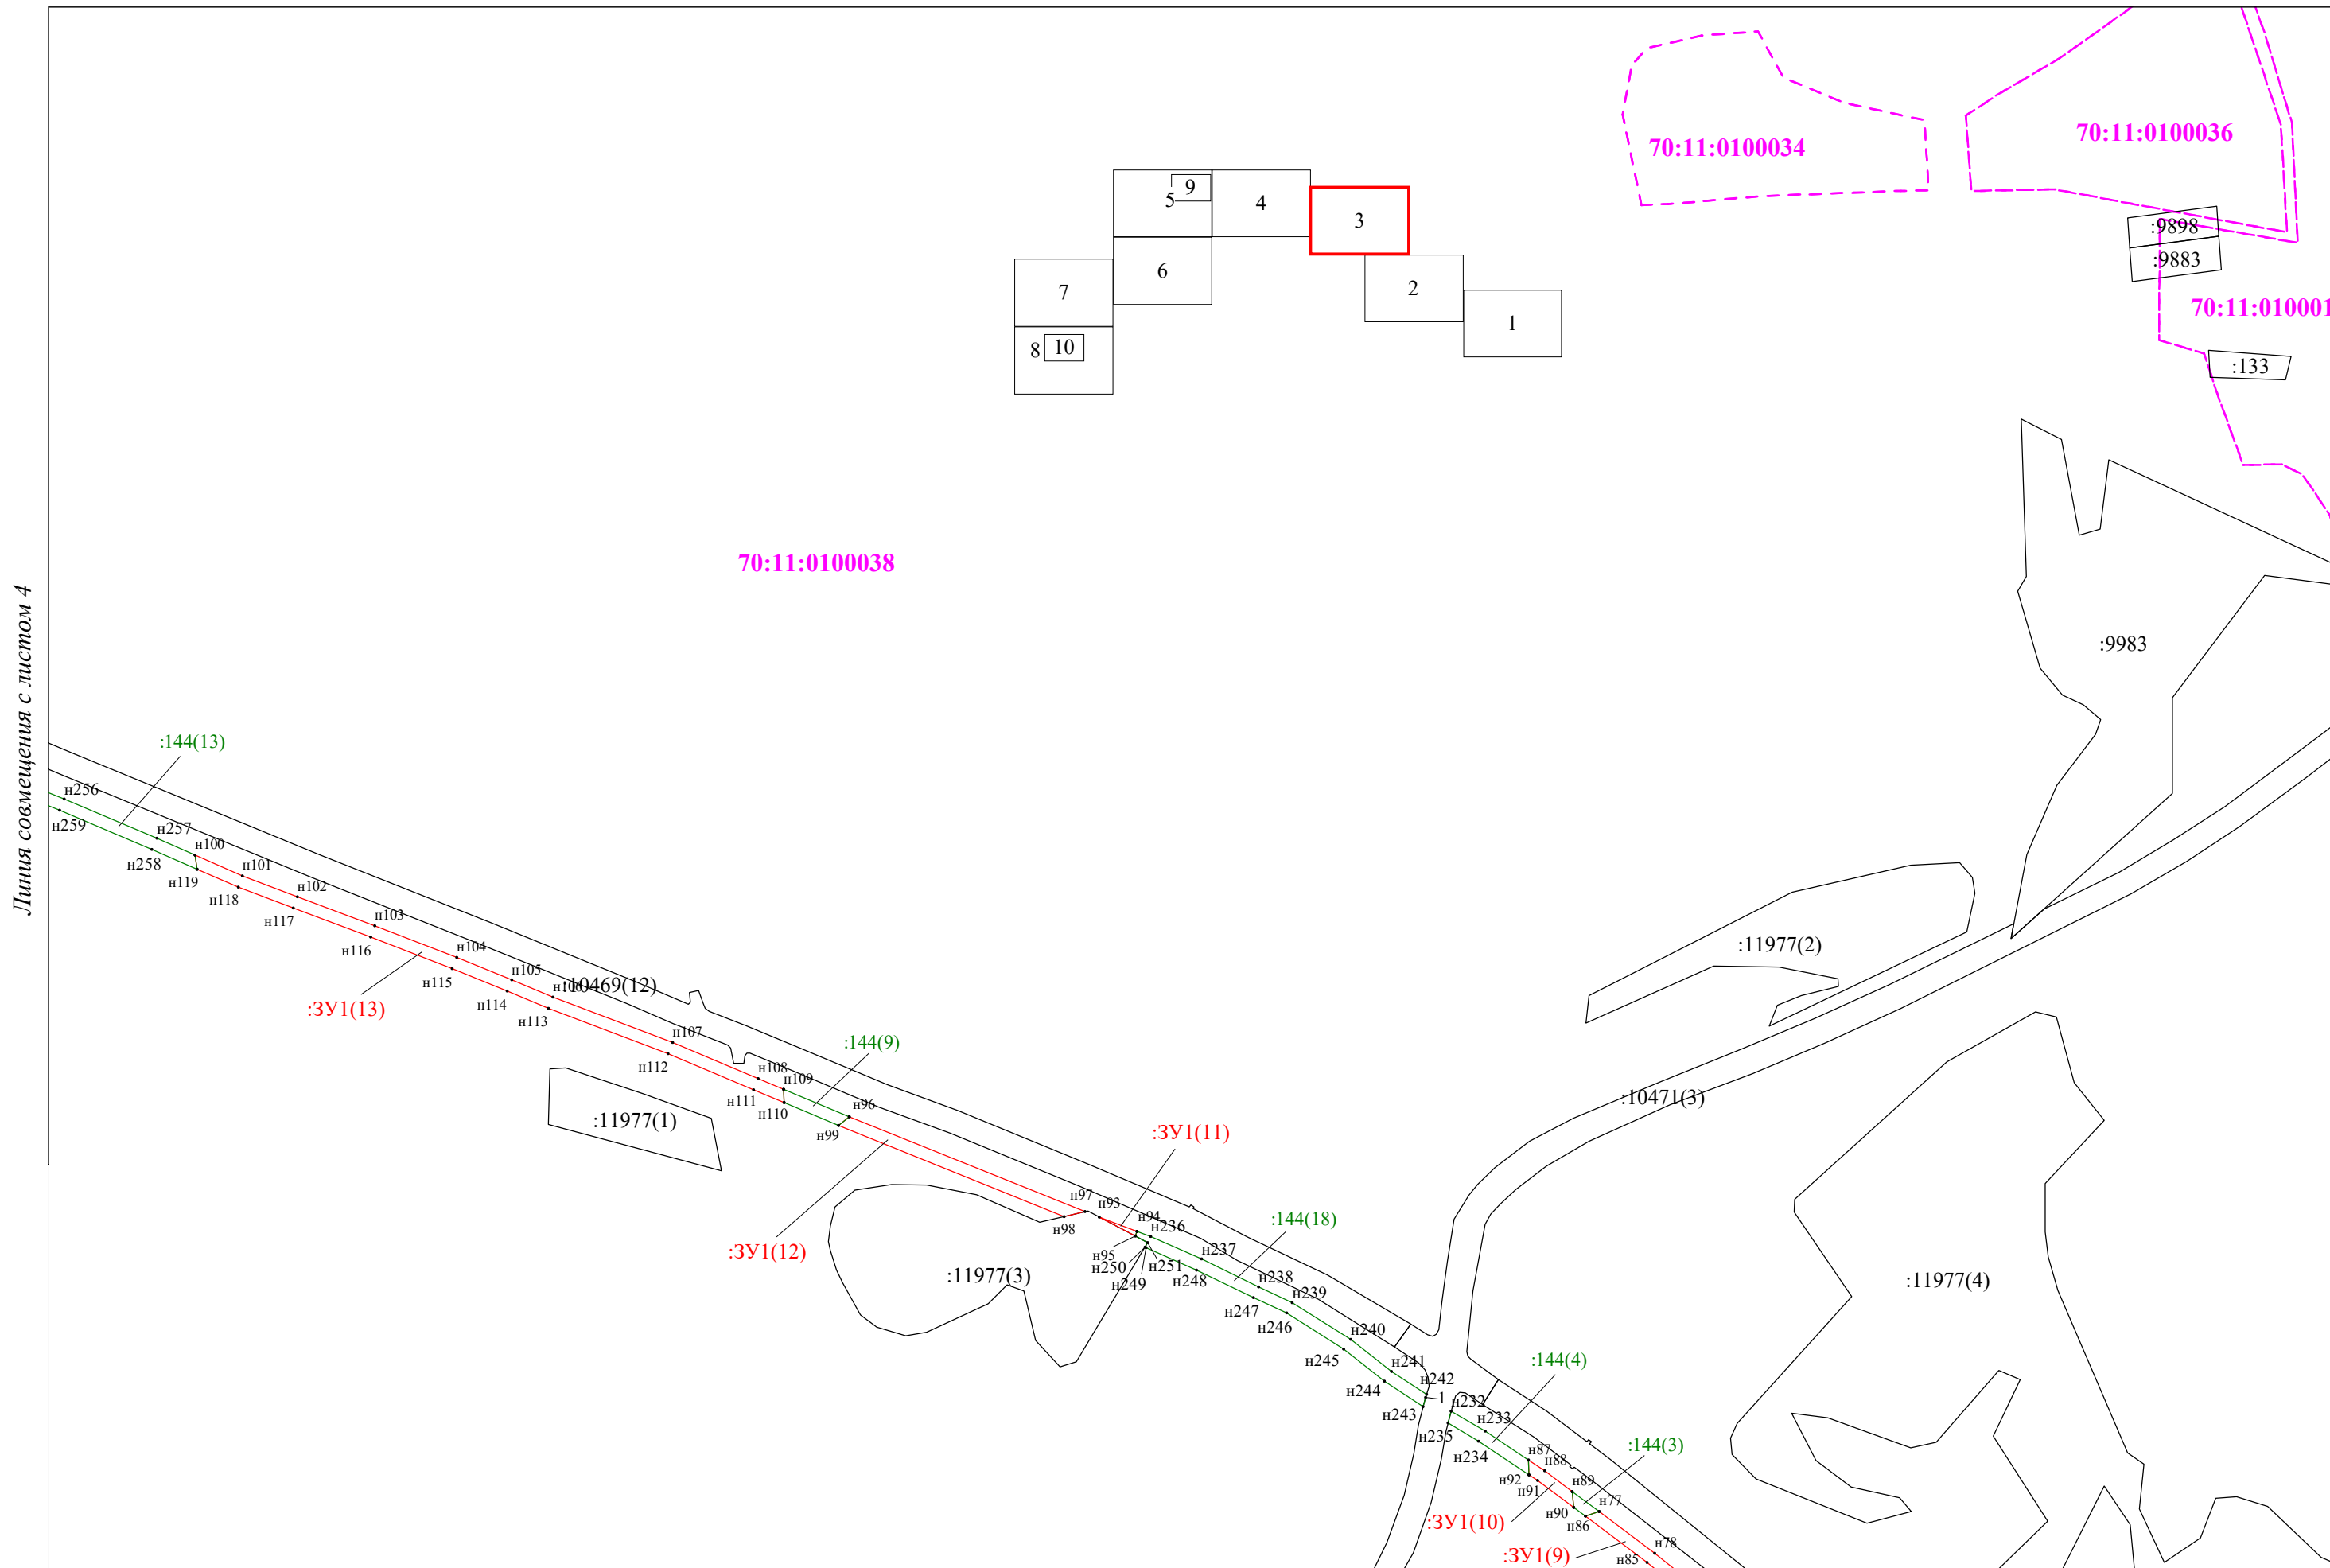 70:11:0100034
70:11:0100036
5
9
4
3
:9898
6
:9883
7
2
70:11:010001
1
8
10
:133
70:11:0100038
Линия совмещения с листом 4
:9983
:144(13)
н256
н259
н257
н100
н258
н101
н119
н102
н118
н117
н103
:11977(2)
н116
н104
н105
н115
н106
:10469(12)
:ЗУ1(13)
н114
н113
н107
:144(9)
н112
н108
н109
н111
:10471(3)
н110
н96
:11977(1)
н99
:ЗУ1(11)
н97
н93
н94
:144(18)
н98
н236
:ЗУ1(12)
н95
н237
н250
н251
н249
н248
:11977(3)
н238
:11977(4)
н239
н247
н246
н240
н245
н241
:144(4)
н244
н242
1
н232
н243
н233
н235
:144(3)
н234
н87
н88
н92
н89
н91
н77
н90
:ЗУ1(10)
н86
н78
:ЗУ1(9)
н85